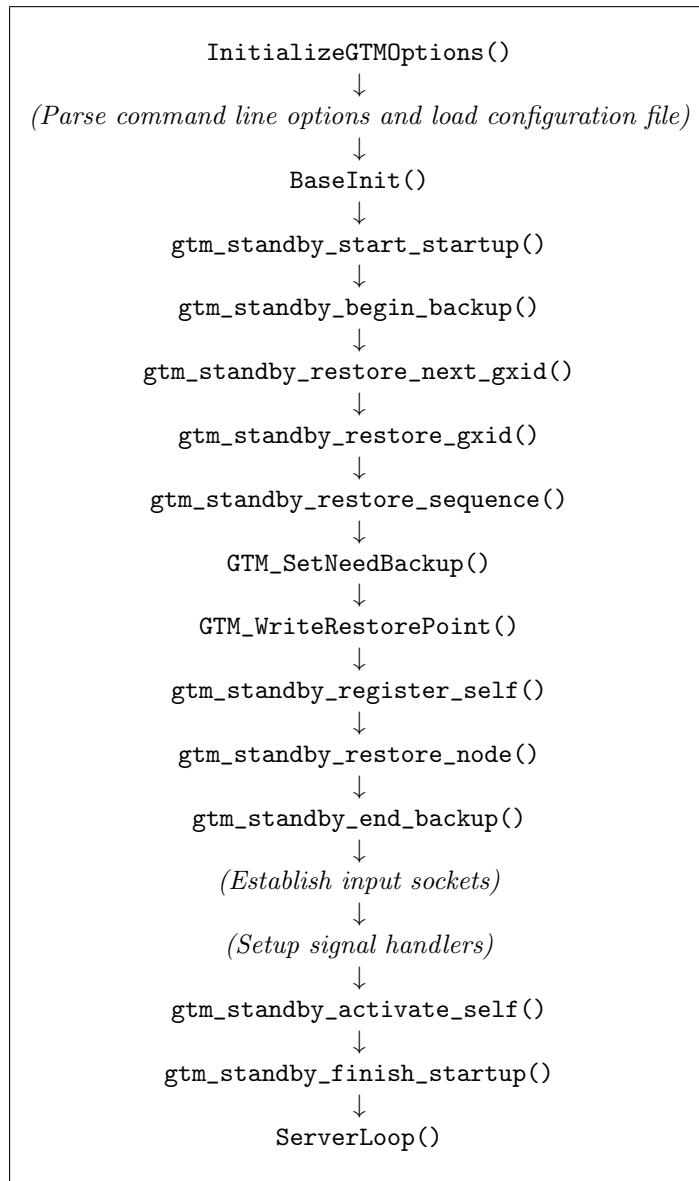 InitializeGTMOptions()
↓
(Parse command line options and load configuration file)
↓
BaseInit()
↓
gtm_standby_start_startup()
↓
gtm_standby_begin_backup()
↓
gtm_standby_restore_next_gxid()
↓
gtm_standby_restore_gxid()
↓
gtm_standby_restore_sequence()
↓
GTM_SetNeedBackup()
↓
GTM_WriteRestorePoint()
↓
gtm_standby_register_self()
↓
gtm_standby_restore_node()
↓
gtm_standby_end_backup()
↓
(Establish input sockets)
↓
(Setup signal handlers)
↓
gtm_standby_activate_self()
↓
gtm_standby_finish_startup()
↓
ServerLoop()